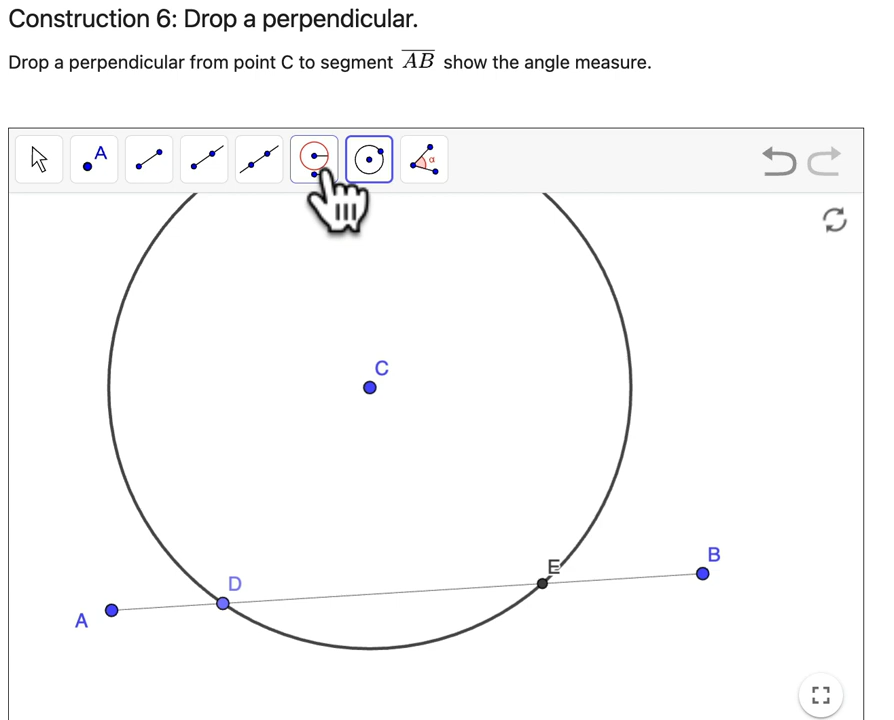 Construction 6: Drop a perpendicular.
Drop a perpendicular from point C to segment AB show the angle measure.
A
α
C
B
E
D
A